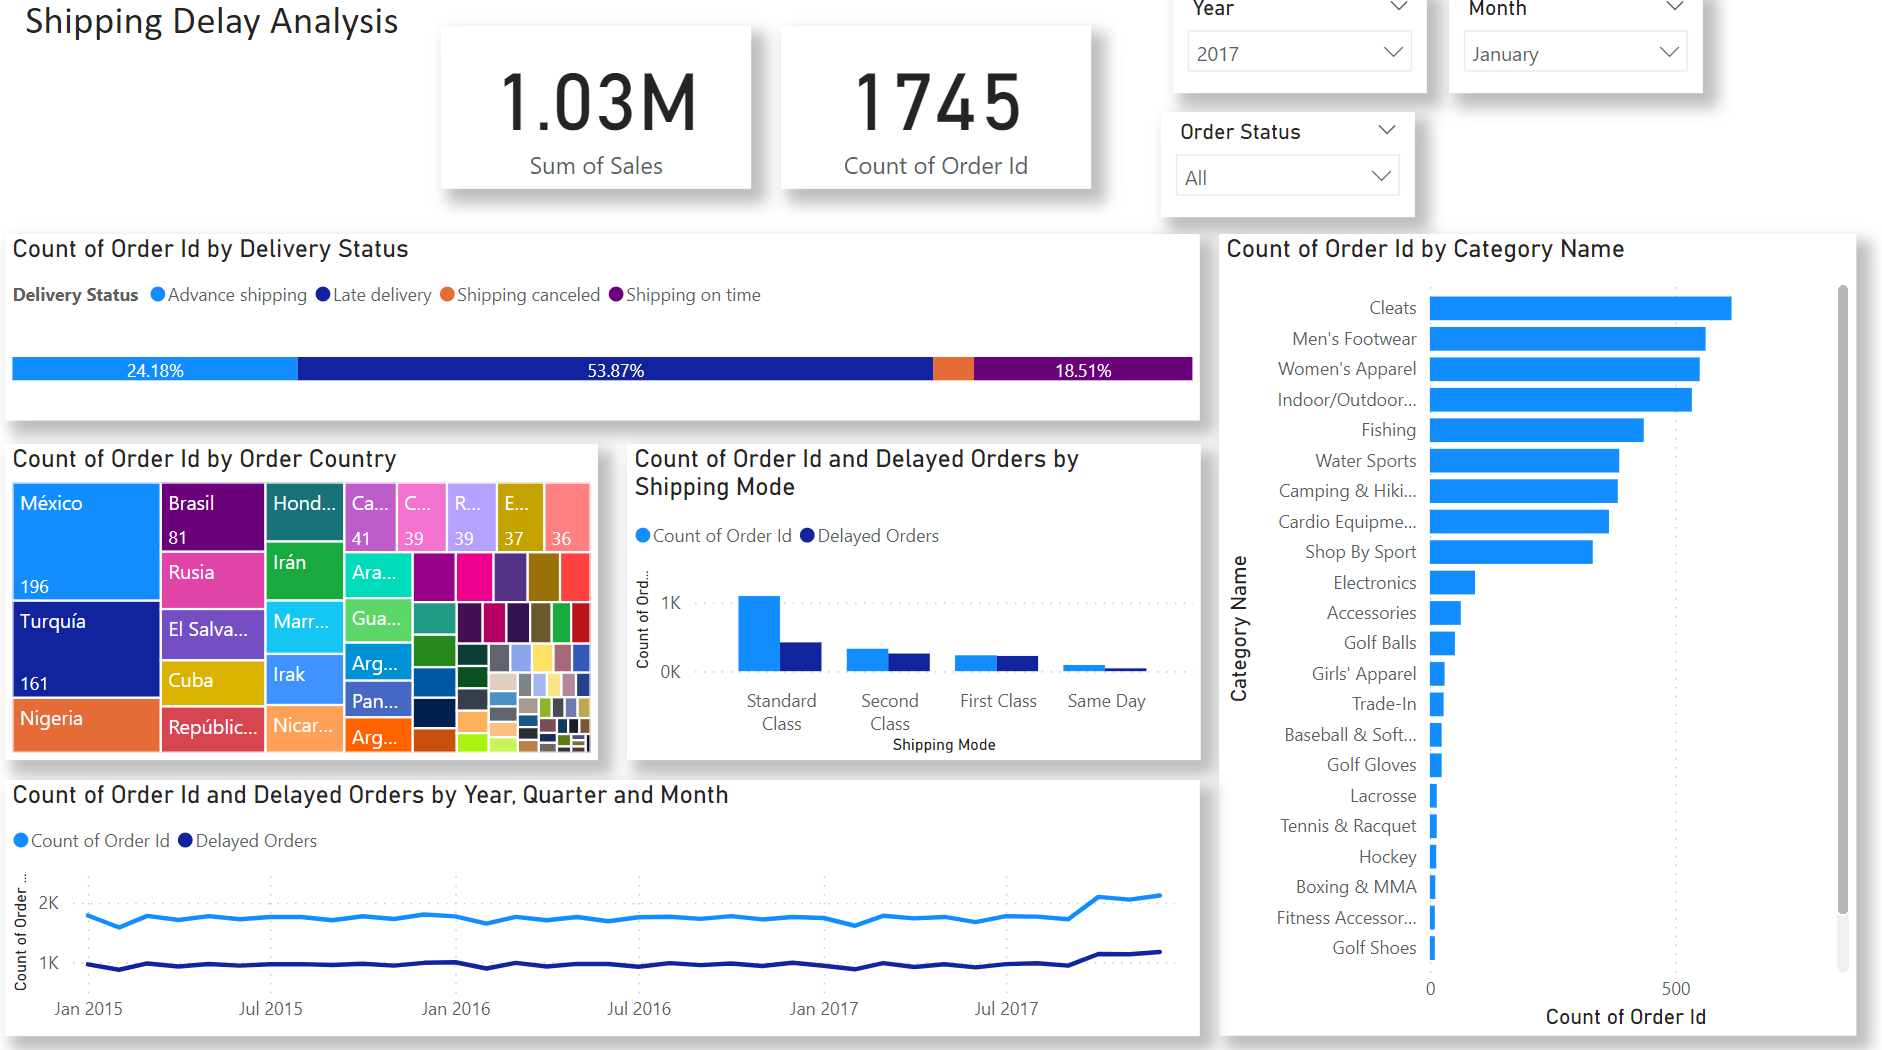 Shipping Delay Analysis
1.03M
Sum of Sales
1745
Count of Order Id
Year
2017
Month
January
Order Status
All
Count of Order Id by Delivery Status
Delivery Status Advance shipping Late delivery Shipping canceled Shipping on time
24.18% 53.87% 18.51%
Count of Order Id by Order Country
México
196
Turquía
161
Nigeria
Brasil
81
Rusia
El Salva...
Cuba
Repúblic...
Hond...
Irán
Marr...
Irak
Nicar...
Ca...
41
C...
39
R...
39
E...
37
36
Ara...
Gua...
Arg...
Pan...
Arg...
Count of Order Id and Delayed Orders by
Shipping Mode
Count of Order Id Delayed Orders
Count of Ord...
1K
0K
Standard
Class
Second
Class
First Class
Same Day
Shipping Mode
Count of Order Id and Delayed Orders by Year, Quarter and Month
Count of Order Id Delayed Orders
Count of Order ...
2K
1K
Jan 2015 Jul 2015 Jan 2016 Jul 2016 Jan 2017 Jul 2017
Count of Order Id by Category Name
Category Name
Cleats
Men's Footwear
Women's Apparel
Indoor/Outdoor...
Fishing
Water Sports
Camping & Hiki...
Cardio Equipme...
Shop By Sport
Electronics
Accessories
Golf Balls
Girls' Apparel
Trade-In
Baseball & Soft...
Golf Gloves
Lacrosse
Tennis & Racquet
Hockey
Boxing & MMA
Fitness Accessor...
Golf Shoes
0 500
Count of Order Id